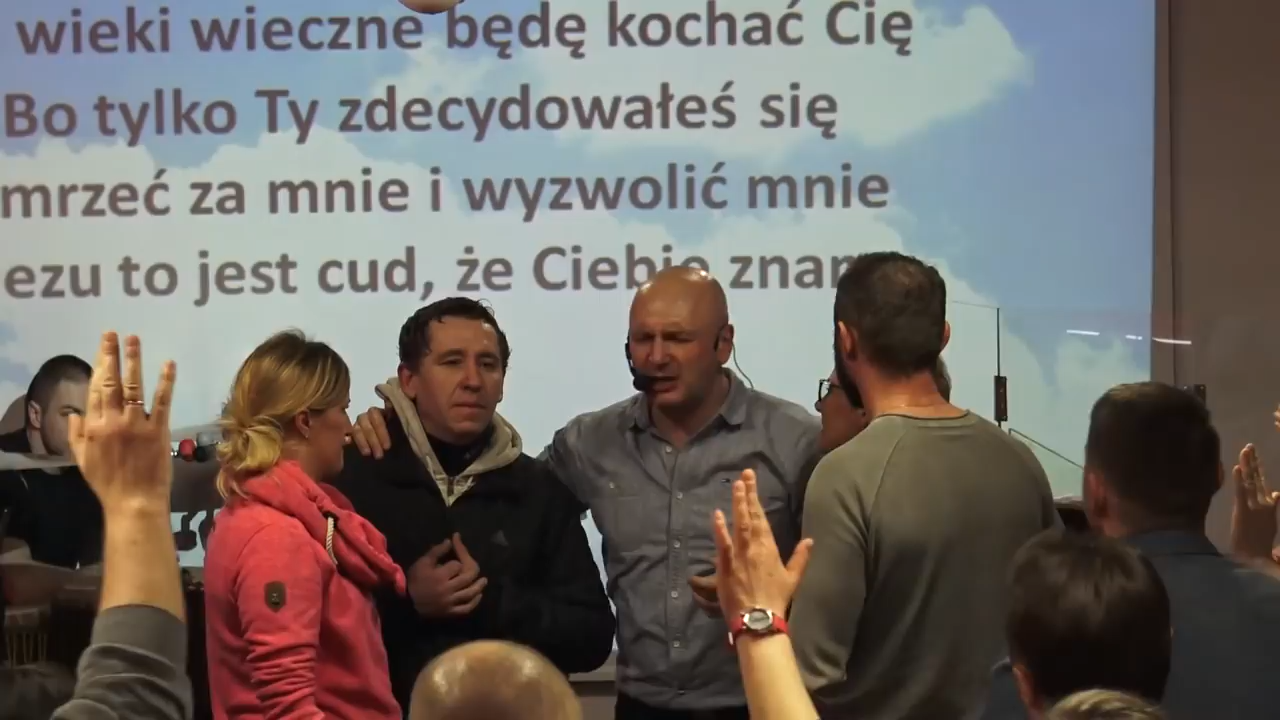 wieki wieczne będę kochać Cię
Bo tylko Ty zdecydowałeś się
mrzeć za mnie i wyzwolić mnie
ezu to jest cud, że Ciebie znam